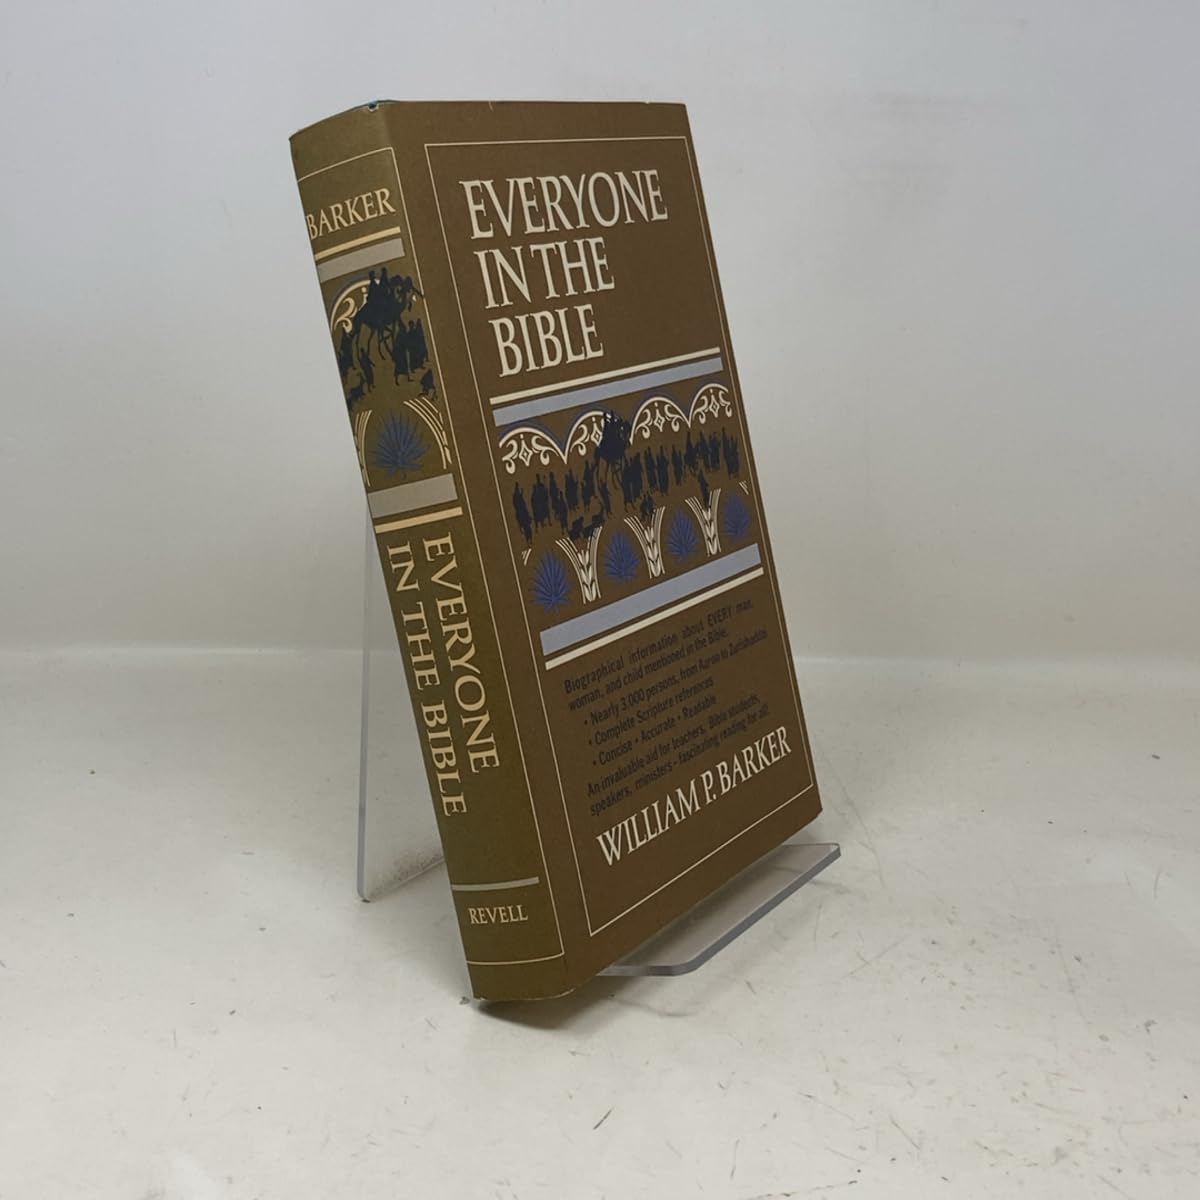 BARKER
EVERYONE
IN THE BIBLE
REVELL
EVERYONE
IN THE
BIBLE
Biographical information about EVERY man,
woman, and child mentioned in the Bible.
• Nearly 3,000 persons, from Aaron to Zurishaddai
• Complete Scripture references
• Concise • Accurate • Readable
An invaluable aid for teachers, Bible students,
speakers, ministers – fascinating reading for all!
WILLIAM P. BARKER